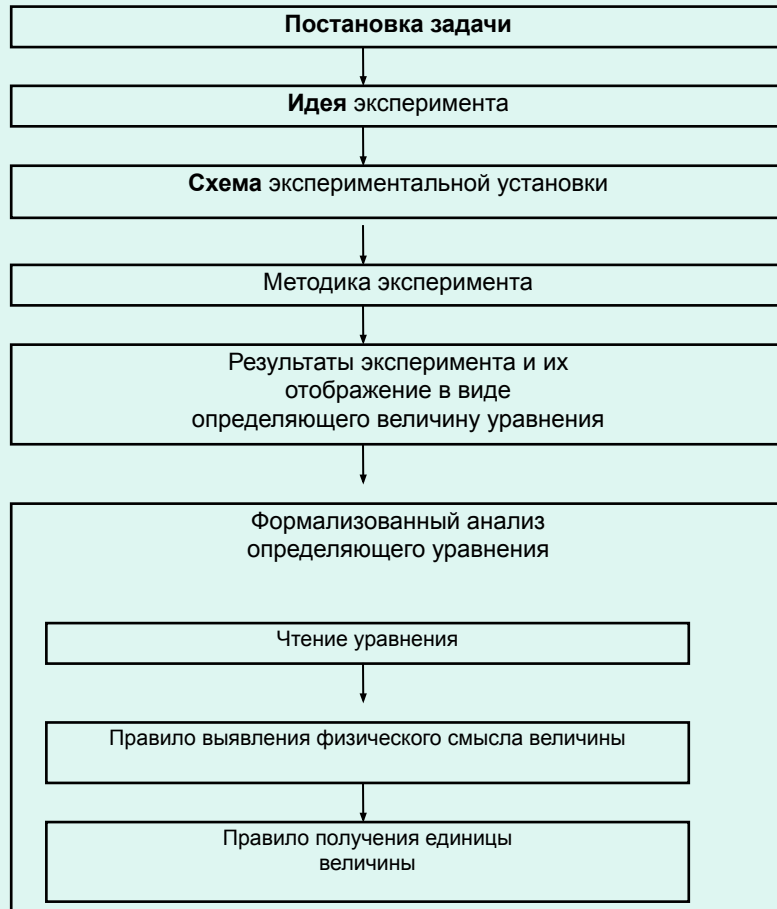 Постановка задачи
Идея эксперимента
Схема экспериментальной установки
Методика эксперимента
Результаты эксперимента и их
отображение в виде
определяющего величину уравнения
Формализованный анализ
определяющего уравнения
Чтение уравнения
Правило выявления физического смысла величины
Правило получения единицы
величины